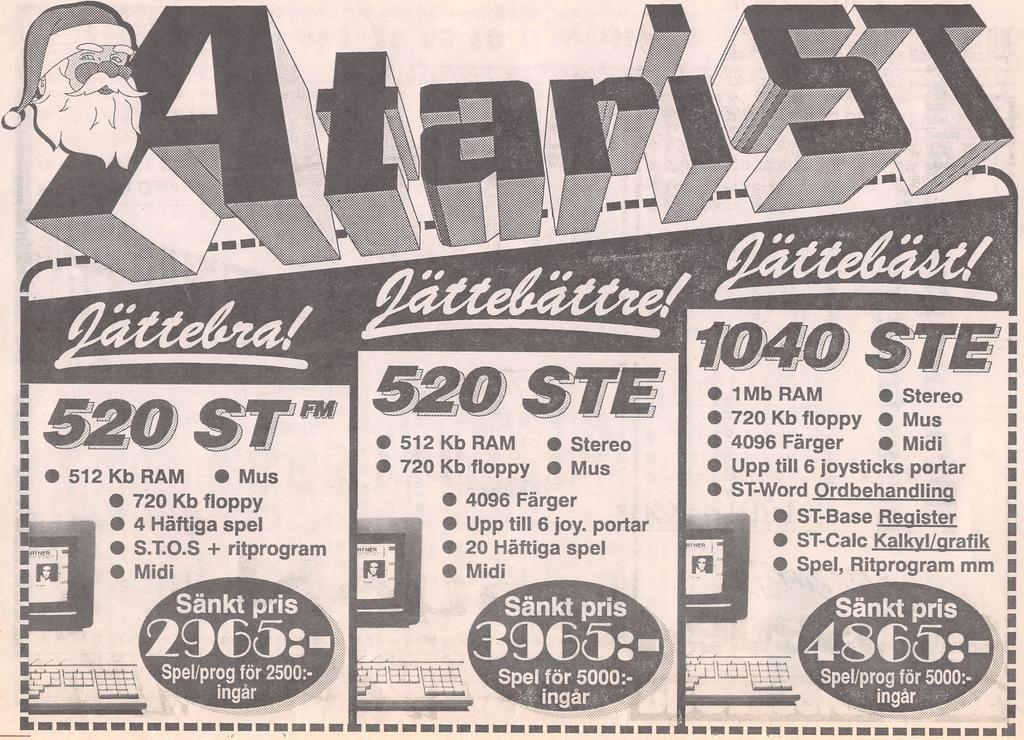 Atari ST
Jättebra!
520 ST FM
● 512 Kb RAM ● Mus
● 720 Kb floppy
● 4 Häftiga spel
● S.T.O.S + ritprogram
● Midi
Sänkt pris
2965:-
Spel/prog för 2500:-
ingår
Jättebättre!
520 STE
● 512 Kb RAM ● Stereo
● 720 Kb floppy ● Mus
● 4096 Färger
● Upp till 6 joy. portar
● 20 Häftiga spel
● Midi
Sänkt pris
3965:-
Spel för 5000:-
ingår
Jättebäst!
1040 STE
● 1Mb RAM ● Stereo
● 720 Kb floppy ● Mus
● 4096 Färger ● Midi
● Upp till 6 joysticks portar
● ST-Word Ordbehandling
● ST-Base Register
● ST-Calc Kalkyl/grafik
● Spel, Ritprogram mm
Sänkt pris
4865:-
Spel/prog för 5000:-
ingår